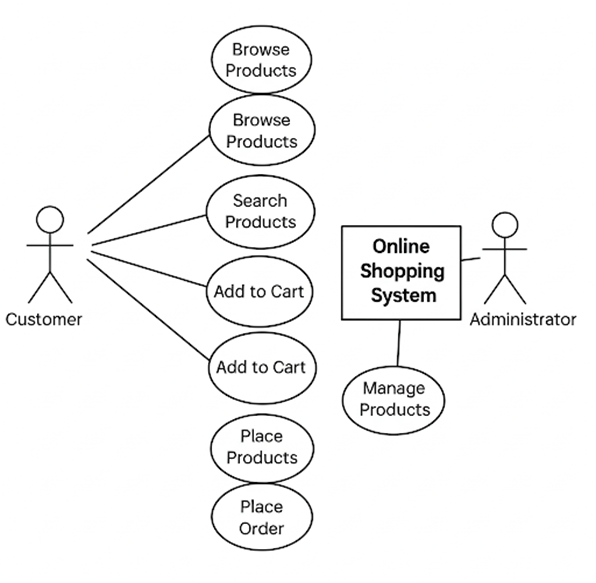 Browse
Products
Browse
Products
Search
Products
Add to Cart
Add to Cart
Place
Products
Place
Order
Customer
Online
Shopping
System
Administrator
Manage
Products